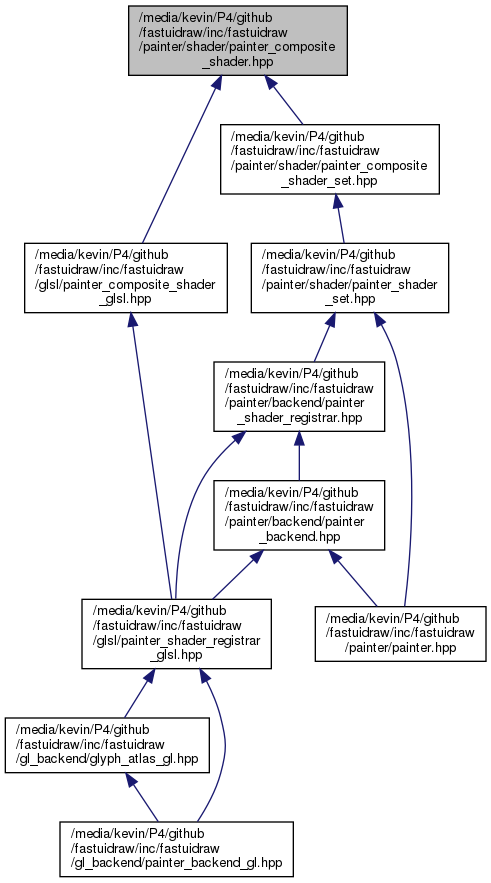 /media/kevin/P4/github
/fastuidraw/inc/fastuidraw
/painter/shader/painter_composite
_shader.hpp
/media/kevin/P4/github
/fastuidraw/inc/fastuidraw
/painter/shader/painter_composite
_shader_set.hpp
/media/kevin/P4/github
/fastuidraw/inc/fastuidraw
/glsl/painter_composite_shader
_glsl.hpp
/media/kevin/P4/github
/fastuidraw/inc/fastuidraw
/painter/shader/painter_shader
_set.hpp
/media/kevin/P4/github
/fastuidraw/inc/fastuidraw
/painter/backend/painter
_shader_registrar.hpp
/media/kevin/P4/github
/fastuidraw/inc/fastuidraw
/painter/backend/painter
_backend.hpp
/media/kevin/P4/github
/fastuidraw/inc/fastuidraw
/glsl/painter_shader_registrar
_glsl.hpp
/media/kevin/P4/github
/fastuidraw/inc/fastuidraw
/painter/painter.hpp
/media/kevin/P4/github
/fastuidraw/inc/fastuidraw
/gl_backend/glyph_atlas_gl.hpp
/media/kevin/P4/github
/fastuidraw/inc/fastuidraw
/gl_backend/painter_backend_gl.hpp